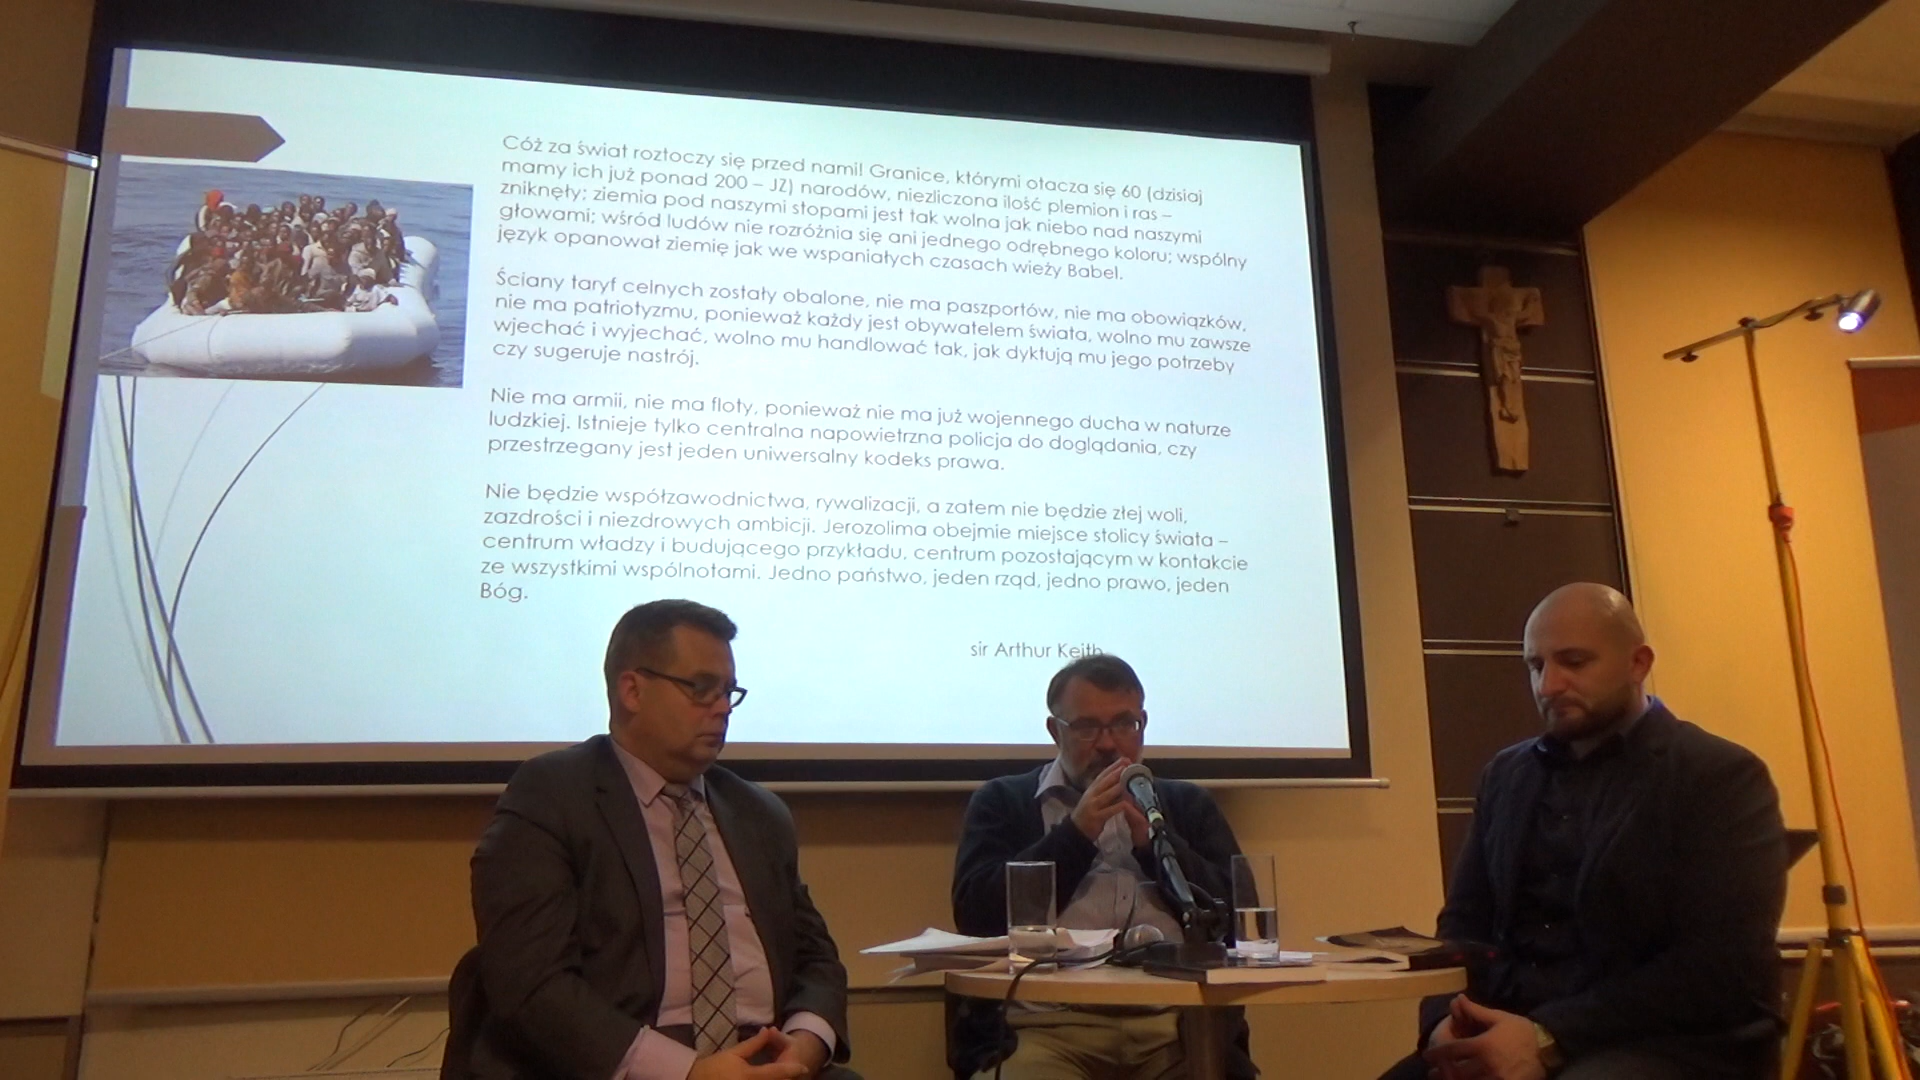 Cóż za świat roztoczy się przed nami! Granice, którymi otacza się 60 (dzisiaj
mamy ich już ponad 200 – JZ) narodów, niezliczona ilość plemion i ras –
zniknęły; ziemia pod naszymi stopami jest tak wolna jak niebo nad naszymi
głowami; wśród ludów nie rozróżnia się ani jednego odrębnego koloru; wspólny
język opanował ziemię jak we wspaniałych czasach wieży Babel.
Ściany taryf celnych zostały obalone, nie ma paszportów, nie ma obowiązków,
nie ma patriotyzmu, ponieważ każdy jest obywatelem świata, wolno mu zawsze
wjechać i wyjechać, wolno mu handlować tak, jak dyktują mu jego potrzeby
czy sugeruje nastrój.
Nie ma armii, nie ma floty, ponieważ nie ma już wojennego ducha w naturze
ludzkiej. Istnieje tylko centralna napowietrzna policja do doglądania, czy
przestrzegany jest jeden uniwersalny kodeks prawa.
Nie będzie współzawodnictwa, rywalizacji, a zatem nie będzie złej woli,
zazdrości i niezdrowych ambicji. Jerozolima obejmie miejsce stolicy świata –
centrum władzy i budującego przykładu, centrum pozostającym w kontakcie
ze wszystkimi wspólnotami. Jedno państwo, jeden rząd, jedno prawo, jeden
Bóg.
sir Arthur Keith